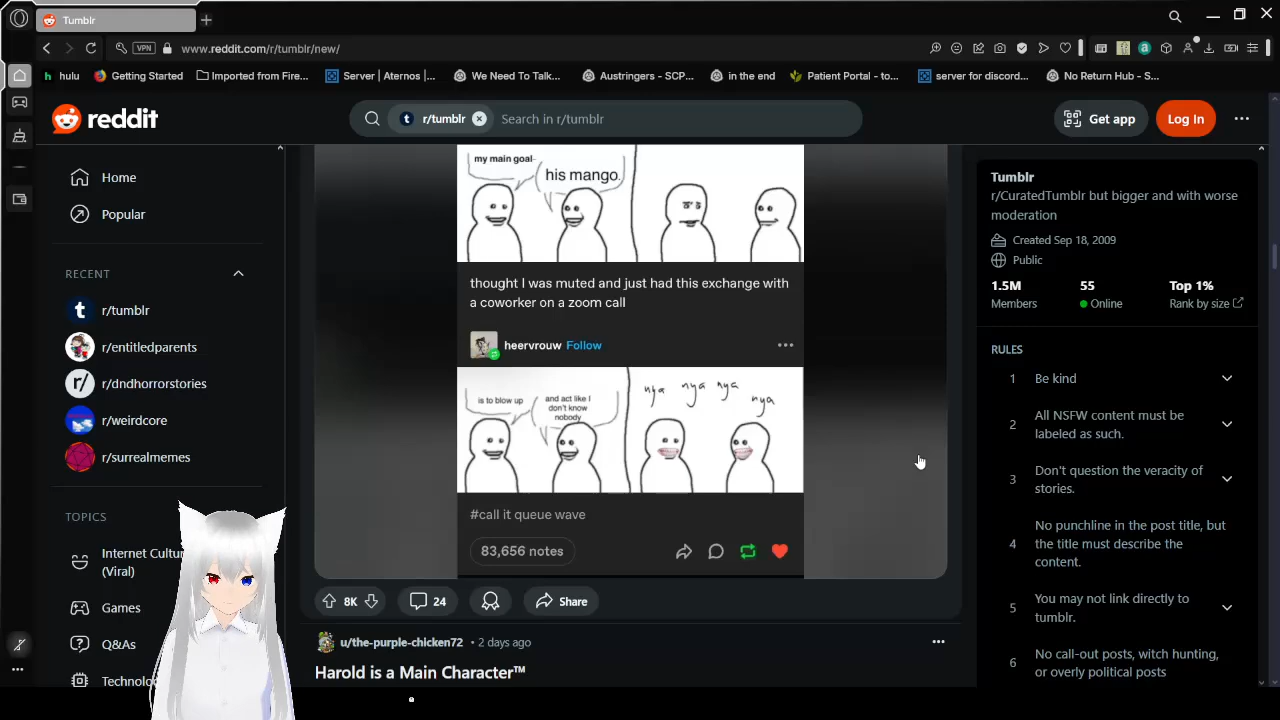 Tumblr
VPN
www.reddit.com/r/tumblr/new/
hulu
Getting Started
Imported from Fire...
Server | Aternos |...
We Need To Talk...
Austringers - SCP...
in the end
Patient Portal - to...
server for discord...
No Return Hub - S...
reddit
r/tumblr
Search in r/tumblr
Get app
Log In
Home
Popular
RECENT
r/tumblr
r/entitledparents
r/dndhorrorstories
r/weirdcore
r/surrealmemes
TOPICS
Internet Cultu
(Viral)
Games
Q&As
Technolo
my main goal
his mango.
thought I was muted and just had this exchange with
a coworker on a zoom call
heervrouw Follow
is to blow up
and act like I
don't know
nobody
nya nya nya
nya
#call it queue wave
83,656 notes
8K
24
Share
u/the-purple-chicken72 • 2 days ago
Harold is a Main Character™
Tumblr
r/CuratedTumblr but bigger and with worse
moderation
Created Sep 18, 2009
Public
1.5M 55 Top 1%
Members Online Rank by size
RULES
1 Be kind
2 All NSFW content must be
labeled as such.
3 Don't question the veracity of
stories.
4 No punchline in the post title, but
the title must describe the
content.
5 You may not link directly to
tumblr.
6 No call-out posts, witch hunting,
or overly political posts